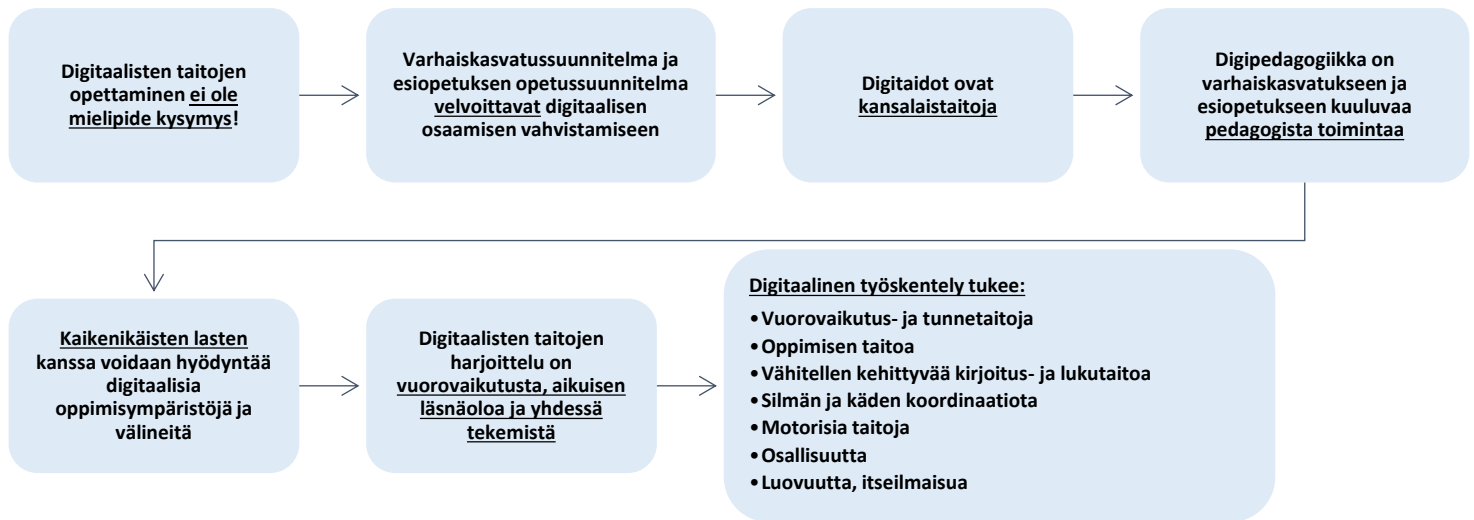 Digitaalisten taitojen
opettaminen ei ole
mielipide kysymys!
Varhaiskasvatussuunnitelma ja
esiopetuksen opetussuunnitelma
velvoittavat digitaalisen
osaamisen vahvistamiseen
Digitaidot ovat
kansalaistaitoja
Digipedagogiikka on
varhaiskasvatukseen ja
esiopetukseen kuuluvaa
pedagogista toimintaa
Kaikenikäisten lasten
kanssa voidaan hyödyntää
digitaalisia
oppimisympäristöjä ja
välineitä
Digitaalisten taitojen
harjoittelu on
vuorovaikutusta, aikuisen
läsnäoloa ja yhdessä
tekemistä
Digitaalinen työskentely tukee:
•Vuorovaikutus- ja tunnetaitoja
•Oppimisen taitoa
•Vähitellen kehittyvää kirjoitus- ja lukutaitoa
•Silmän ja käden koordinaatiota
•Motorisia taitoja
•Osallisuutta
•Luovuutta, itseilmaisua